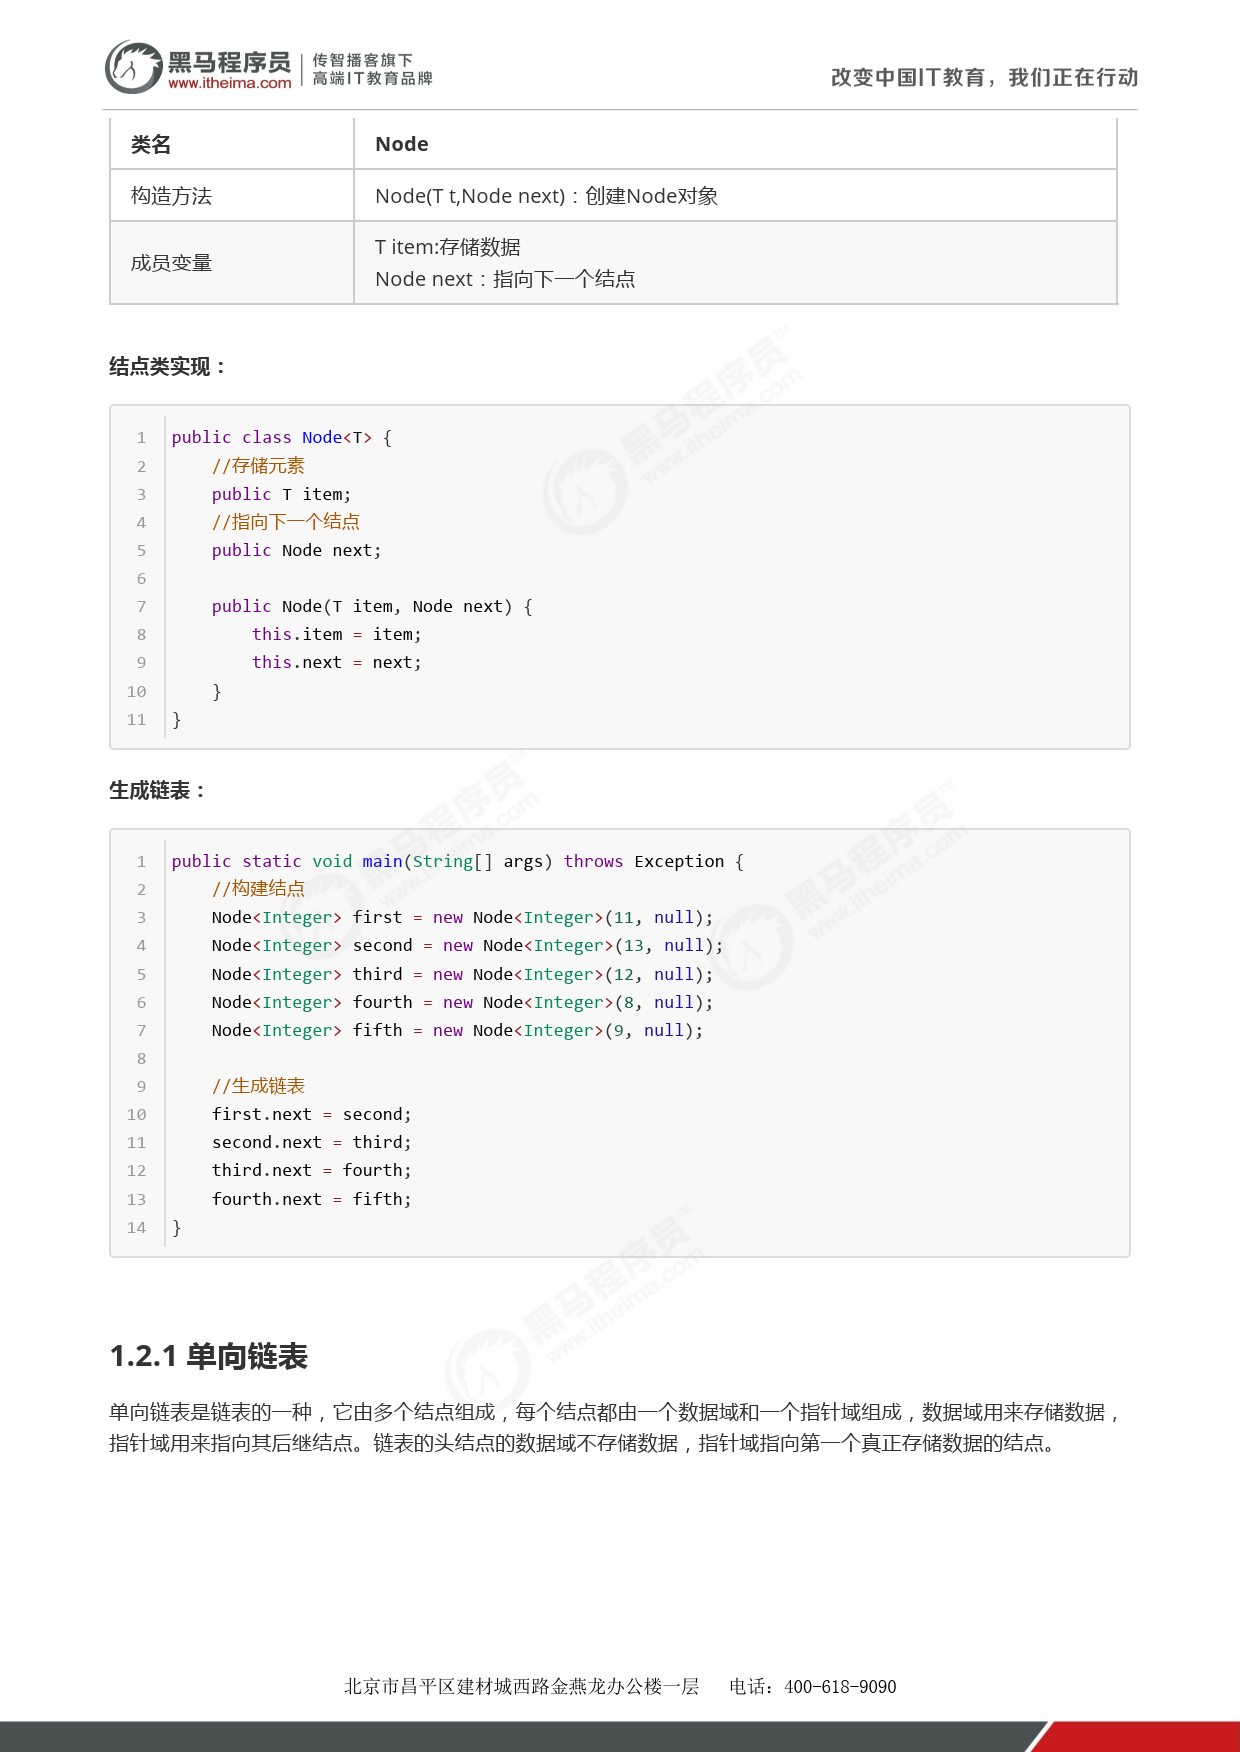 黑马程序员 传智播客旗下
www.itheima.com 高端IT教育品牌
改变中国IT教育，我们正在行动
类名 Node
构造方法 Node(T t,Node next)：创建Node对象
成员变量 T item:存储数据
Node next：指向下一个结点
结点类实现：
1 public class Node<T> {
2     //存储元素
3     public T item;
4     //指向下一个结点
5     public Node next;
6
7     public Node(T item, Node next) {
8         this.item = item;
9         this.next = next;
10     }
11 }
生成链表：
1 public static void main(String[] args) throws Exception {
2     //构建结点
3     Node<Integer> first = new Node<Integer>(11, null);
4     Node<Integer> second = new Node<Integer>(13, null);
5     Node<Integer> third = new Node<Integer>(12, null);
6     Node<Integer> fourth = new Node<Integer>(8, null);
7     Node<Integer> fifth = new Node<Integer>(9, null);
8
9     //生成链表
10     first.next = second;
11     second.next = third;
12     third.next = fourth;
13     fourth.next = fifth;
14 }
1.2.1 单向链表
单向链表是链表的一种，它由多个结点组成，每个结点都由一个数据域和一个指针域组成，数据域用来存储数据，
指针域用来指向其后继结点。链表的头结点的数据域不存储数据，指针域指向第一个真正存储数据的结点。
北京市昌平区建材城西路金燕龙办公楼一层 电话：400-618-9090